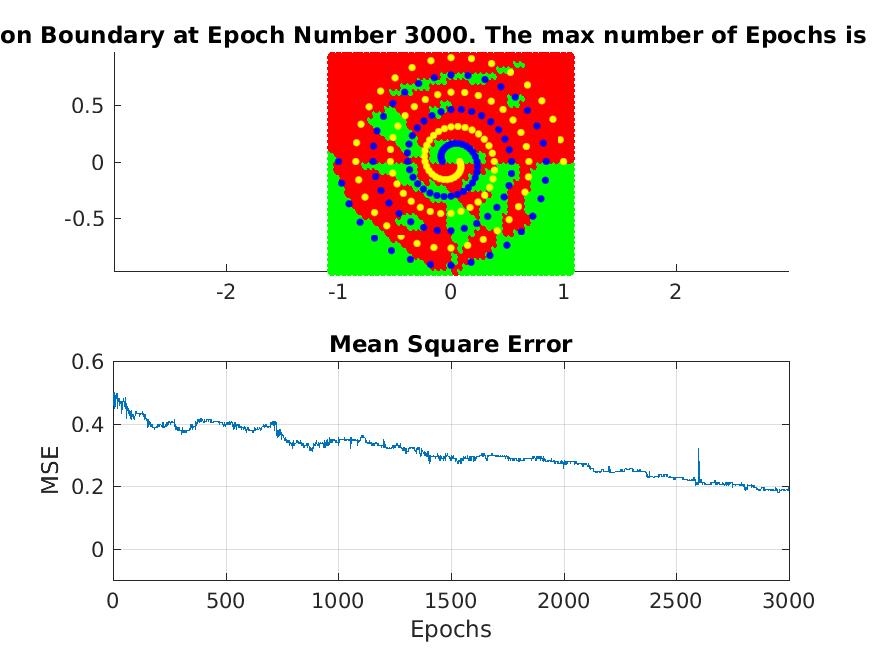 on Boundary at Epoch Number 3000. The max number of Epochs is
0.5
0
-0.5
-2 -1 0 1 2
Mean Square Error
0.6
0.4
0.2
0
MSE
0 500 1000 1500 2000 2500 3000
Epochs